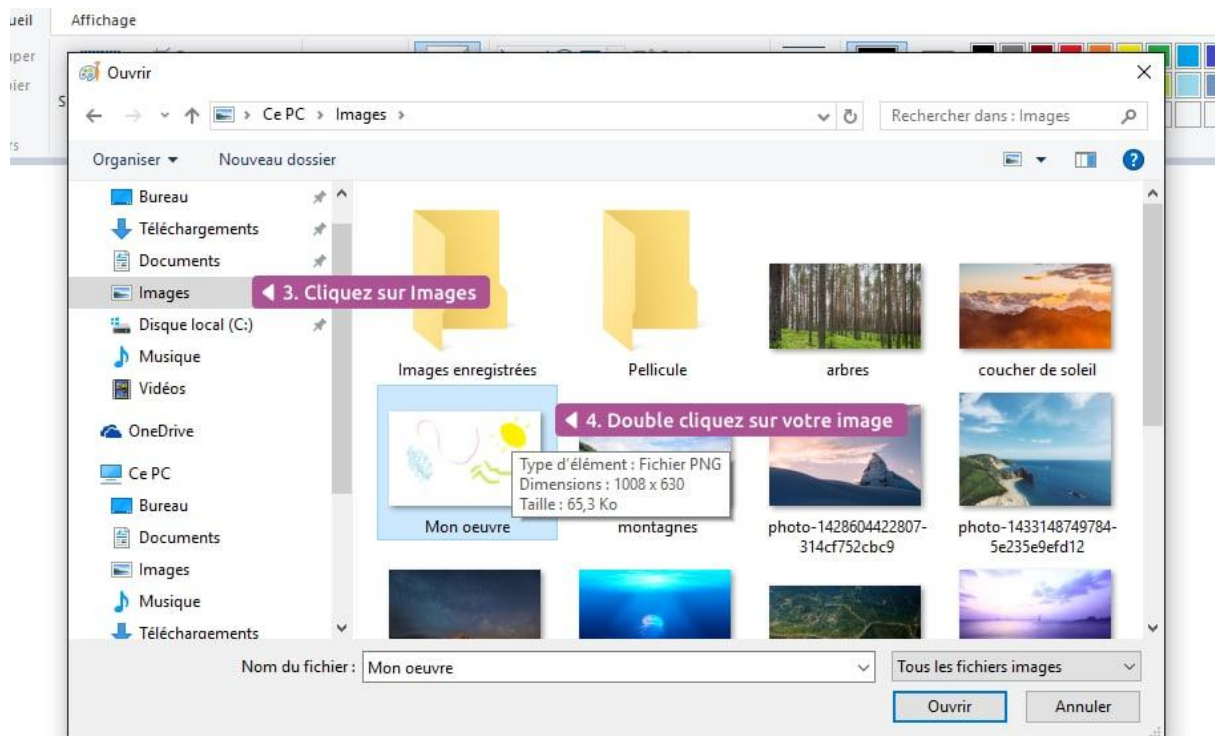 Affichage
Ouvrir
Ce PC > Images >
Rechercher dans : Images
Organiser
Nouveau dossier
Bureau
Téléchargements
Documents
Images
3. Cliquez sur Images
Disque local (C:)
Musique
Vidéos
OneDrive
Ce PC
Bureau
Documents
Images
Musique
Téléchargements
Images enregistrées
Pellicule
arbres
coucher de soleil
4. Double cliquez sur votre image
Type d'élément : Fichier PNG
Dimensions : 1008 x 630
Taille : 65,3 Ko
Mon oeuvre
montagnes
photo-1428604422807-
314cf752cbc9
photo-1433148749784-
5e235e9efd12
Nom du fichier : Mon oeuvre
Tous les fichiers images
Ouvrir
Annuler